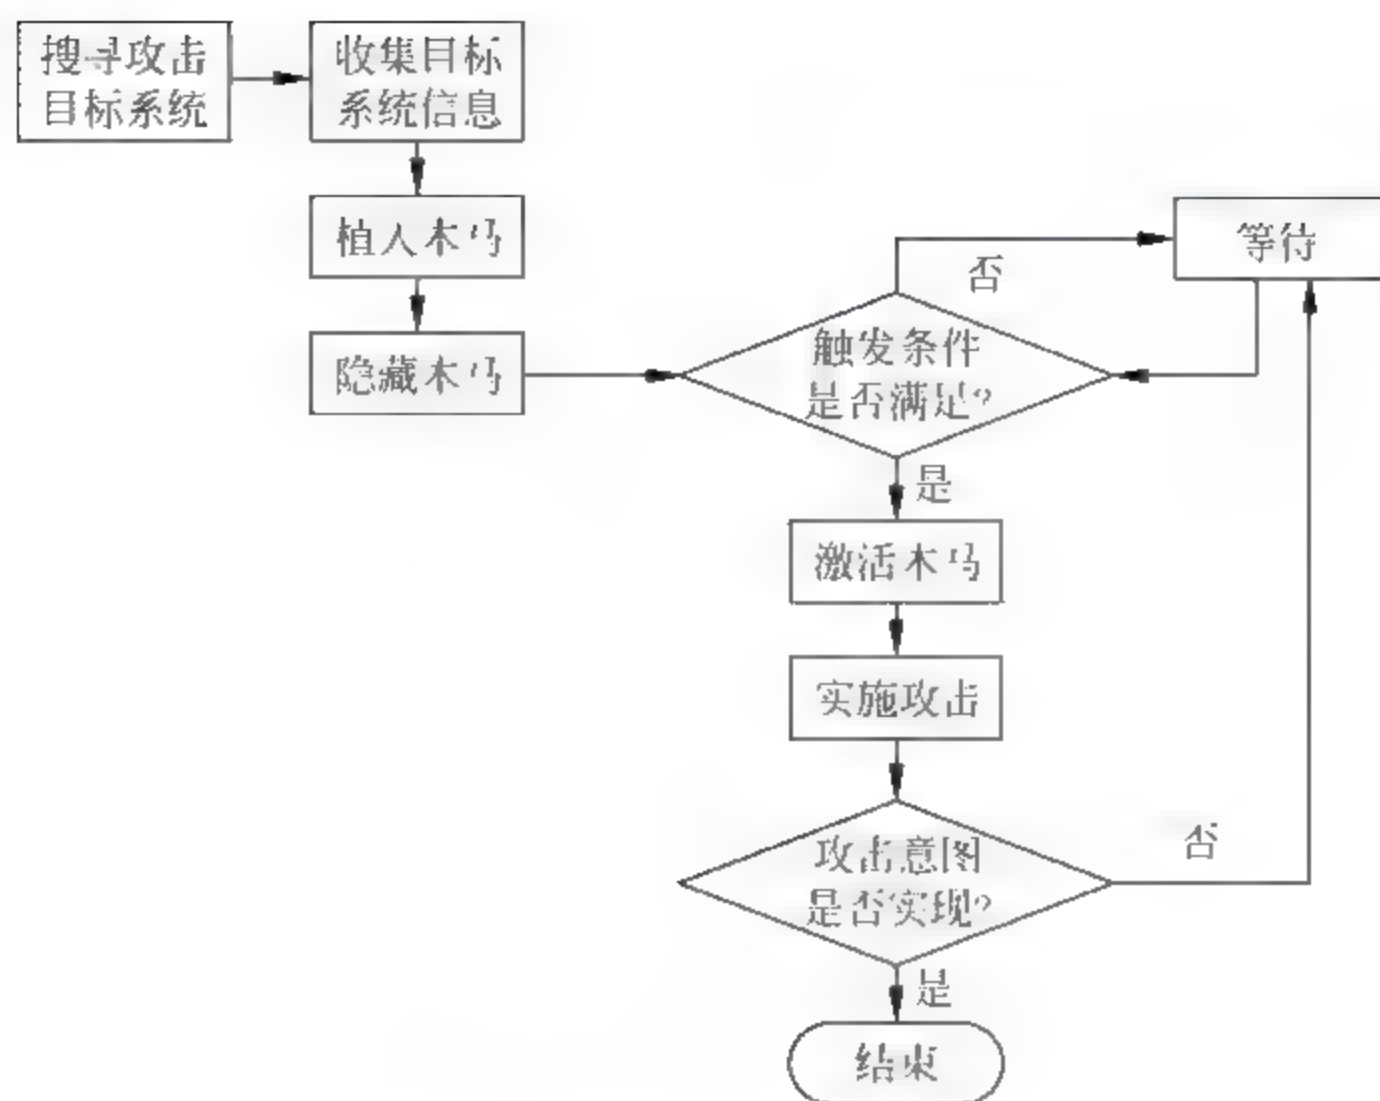 搜寻攻击
目标系统
收集目标
系统信息
植入木马
隐藏木马
等待
否
触发条件
是否满足?
是
激活木马
实施攻击
攻击意图
是否实现?
否
是
结束